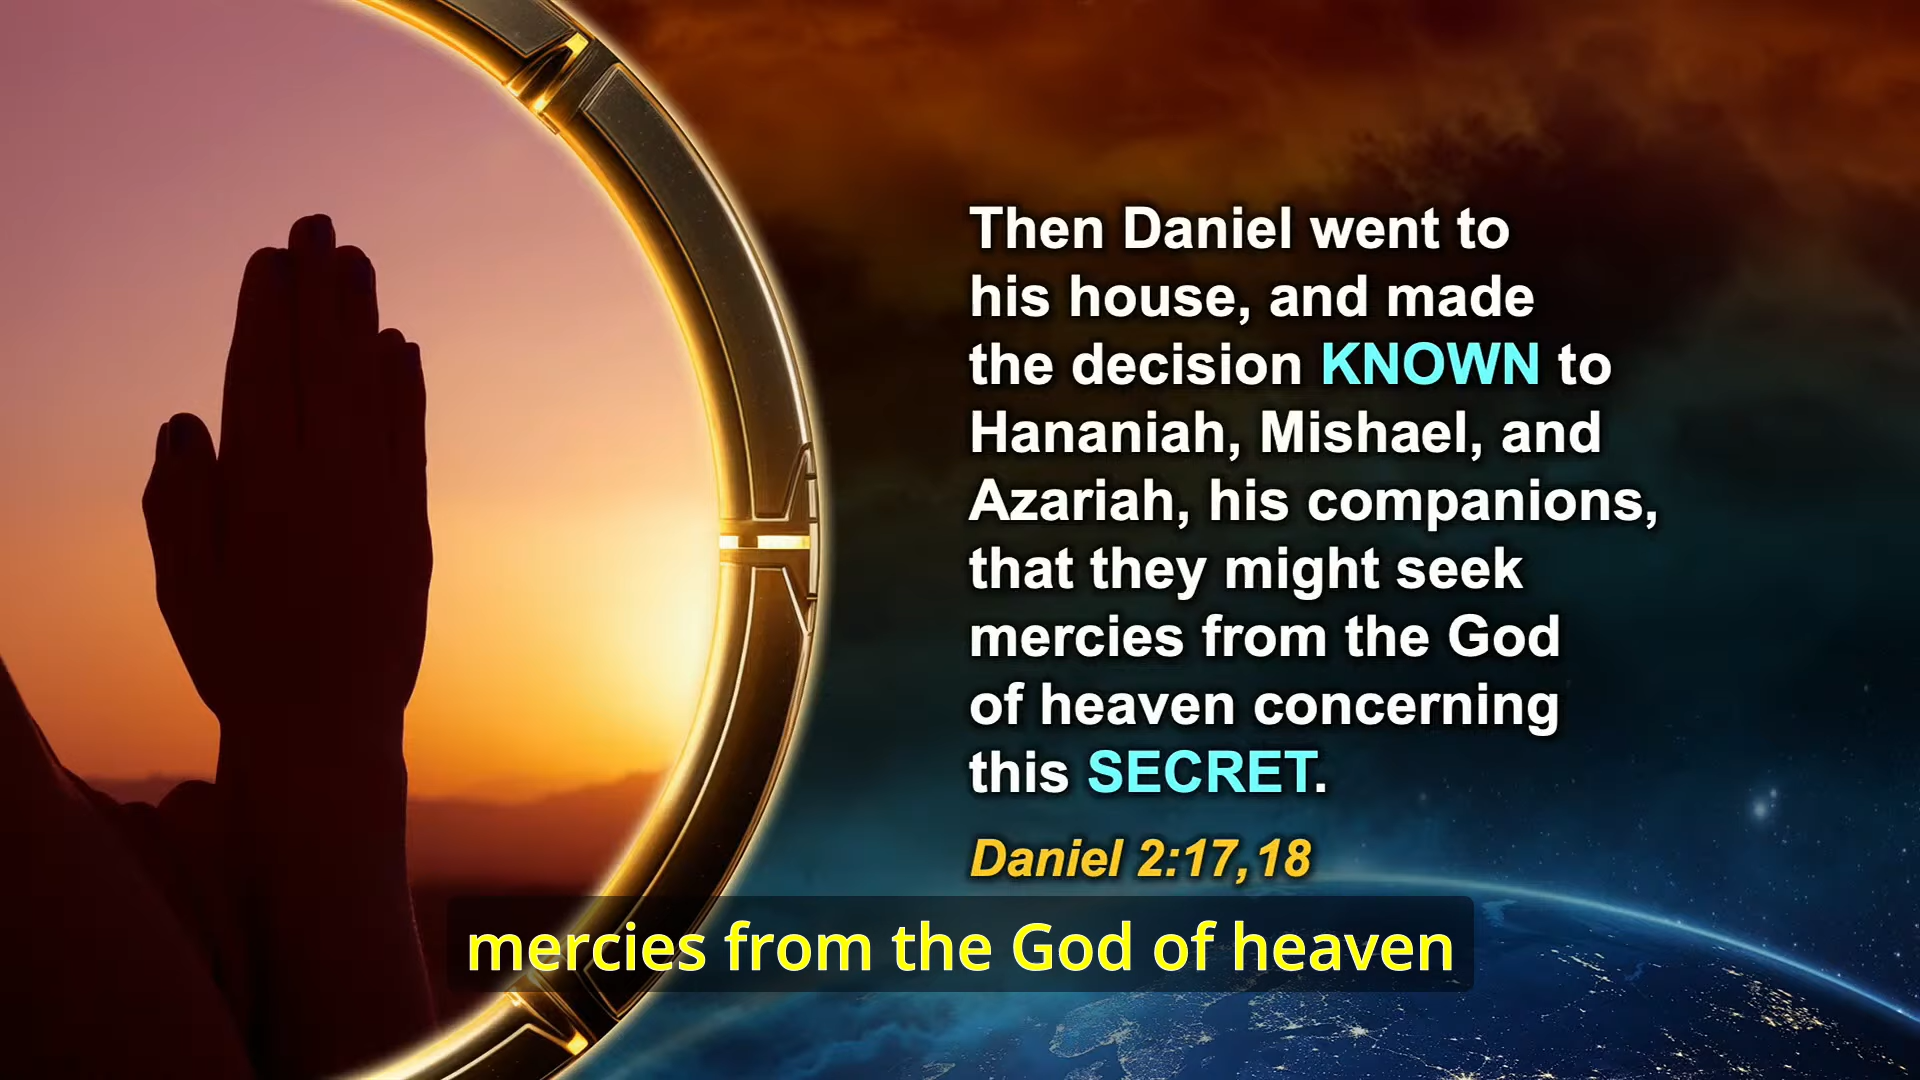 Then Daniel went to
his house, and made
the decision KNOWN to
Hananiah, Mishael, and
Azariah, his companions,
that they might seek
mercies from the God
of heaven concerning
this SECRET.
Daniel 2:17,18
mercies from the God of heaven